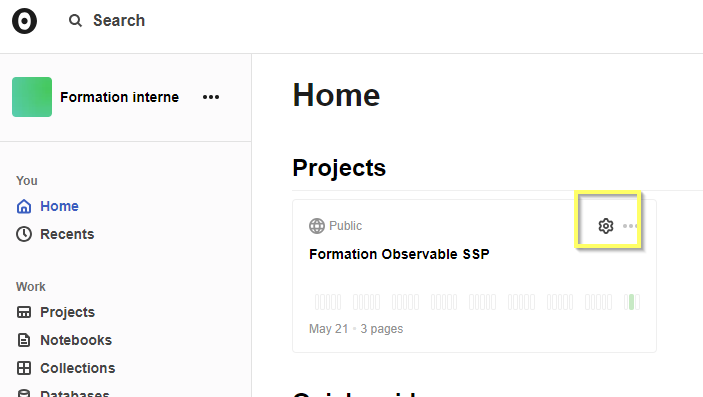 Search
Formation interne
You
Home
Recents
Work
Projects
Notebooks
Collections
Databases
Home
Projects
Public
Formation Observable SSP
May 21 • 3 pages